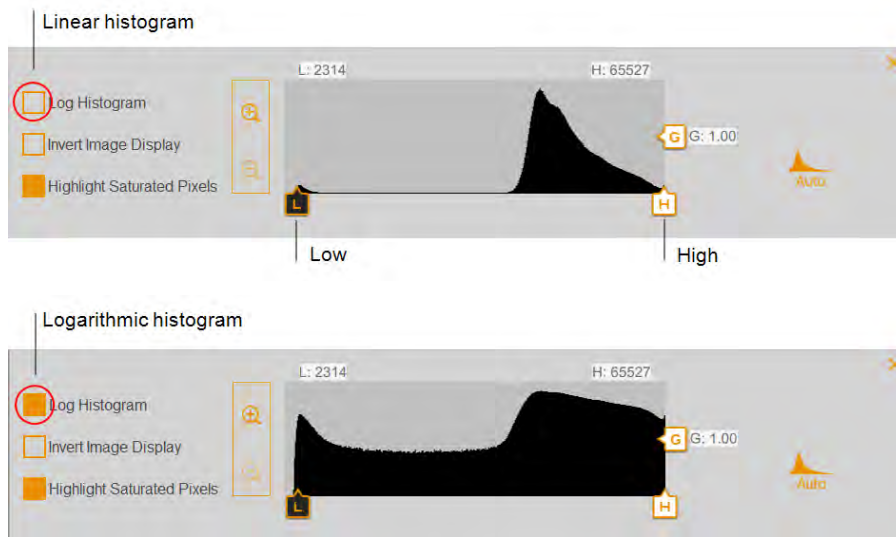 Linear histogram
L: 2314 H: 65527
Log Histogram
G G: 1.00
Invert Image Display
Auto
Highlight Saturated Pixels
L H
Low High
Logarithmic histogram
L: 2314 H: 65527
Log Histogram
G G: 1.00
Invert Image Display
Auto
Highlight Saturated Pixels
L H